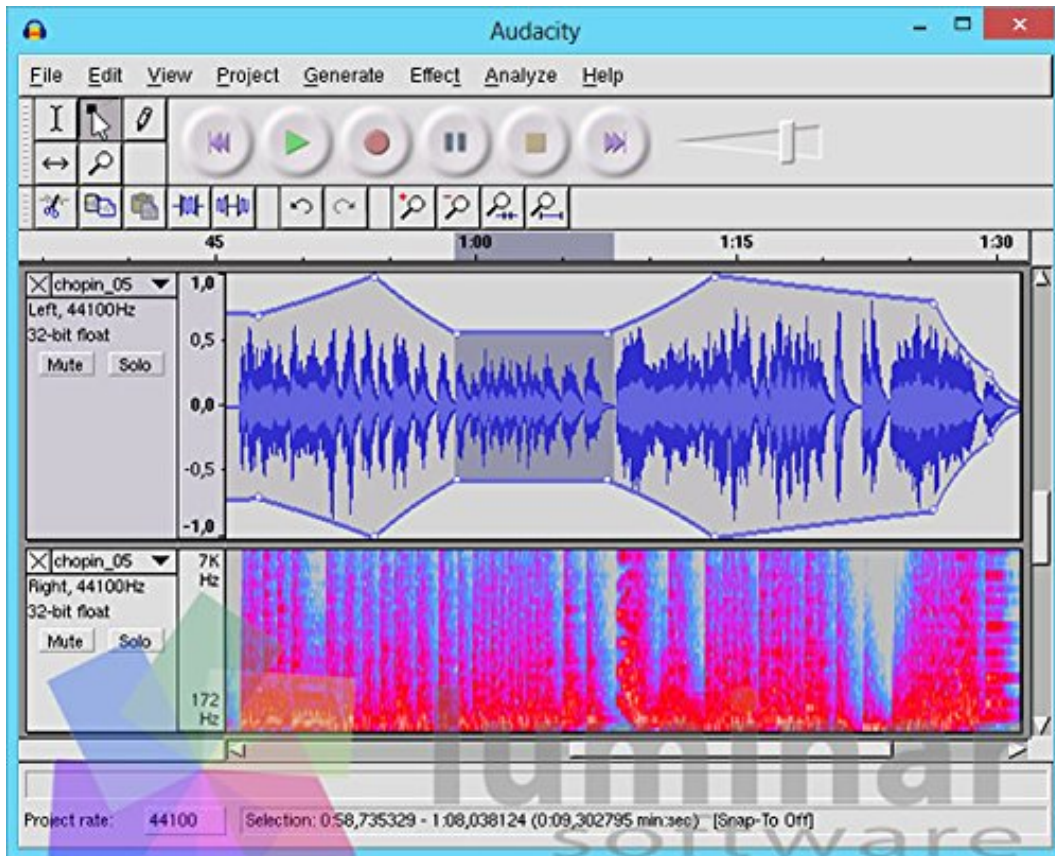 Audacity
File Edit View Project Generate Effect Analyze Help
45 1:00 1:15 1:30
chopin_05
Left, 44100Hz
32-bit float
Mute Solo
1,0
0,5
0,0
-0,5
-1,0
chopin_05
Right, 44100Hz
32-bit float
Mute Solo
7K
Hz
172
Hz
luminar
software
Project rate: 44100 Selection: 0:58,735329 - 1:08,038124 (0:09,302795 min:sec) [Snap-To Off]